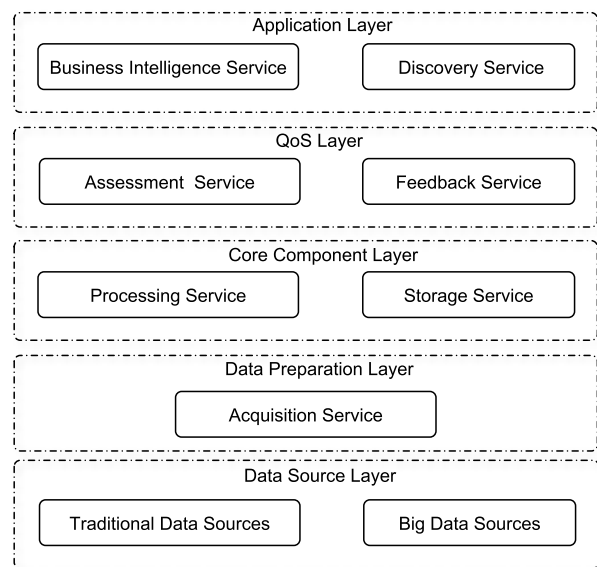 Application Layer
Business Intelligence Service
Discovery Service
QoS Layer
Assessment  Service
Feedback Service
Core Component Layer
Processing Service
Storage Service
Data Preparation Layer
Acquisition Service
Data Source Layer
Traditional Data Sources
Big Data Sources